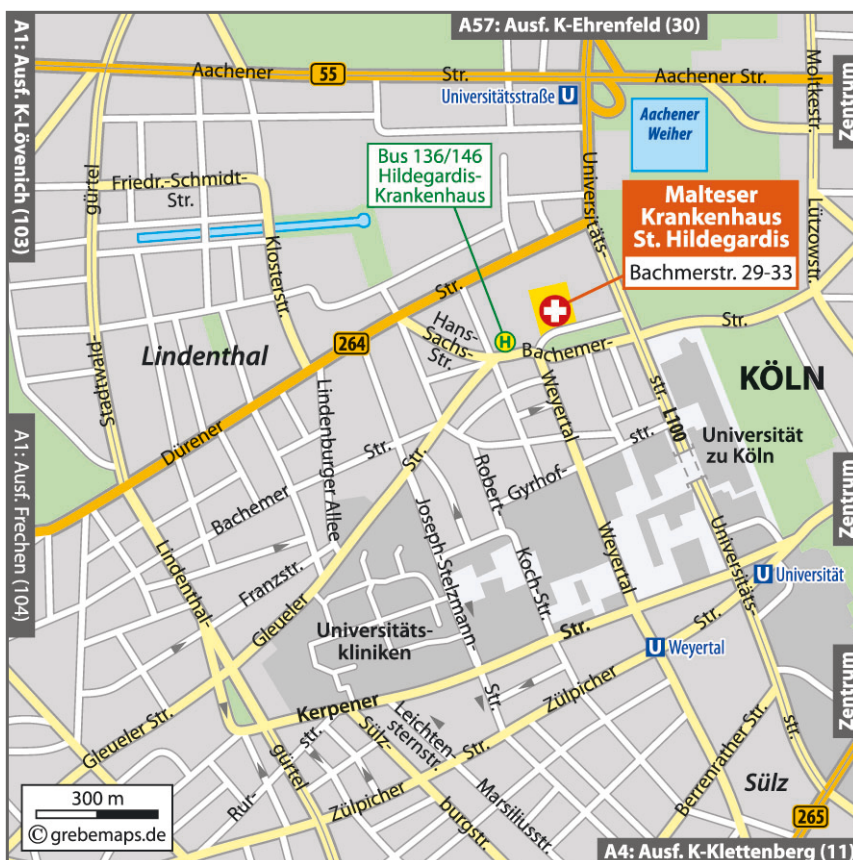 A57: Ausf. K-Ehrenfeld (30)
A1: Ausf. K-Lövenich (103)
Aachener
55
Str.
Aachener Str.
Moltkestr.
Zentrum
Universitätsstraße U
Aachener
Weiher
Bus 136/146
Hildegardis-
Krankenhaus
gürtel
Friedr.-Schmidt-
Str.
Klosterstr.
Universitäts-
Malteser
Krankenhaus
St. Hildegardis
Bachmerstr. 29-33
Lützowstr.
Str.
Hans-
Sachs-
Str.
H
Bachemer-
Str.
264
Lindenthal
Stadtwald-
KÖLN
Weyertal
str. L100
Universität
zu Köln
Lindenburger Allee
Dürener
A1: Ausf. Frechen (104)
Str.
Str.
Bachemer
Robert-
Gyrhof-
str.
Zentrum
Joseph-Stelzmann-
Koch-Str.
Weyertal
Universitäts-
Lindenthal-
Franzstr.
Gleueler
U Universität
Universitäts-
kliniken
Str.
Str.
U Weyertal
Zentrum
Kerpener
Str.
Zülpicher
Gleueler Str.
Leichten-
sternstr.
Sülz-
gürtel
str.
Rur-
Str.
Berrenrather Str.
str.
Marsiliusstr.
Zülpicher
burgstr.
Sülz
265
300 m
© grebemaps.de
A4: Ausf. K-Klettenberg (11)